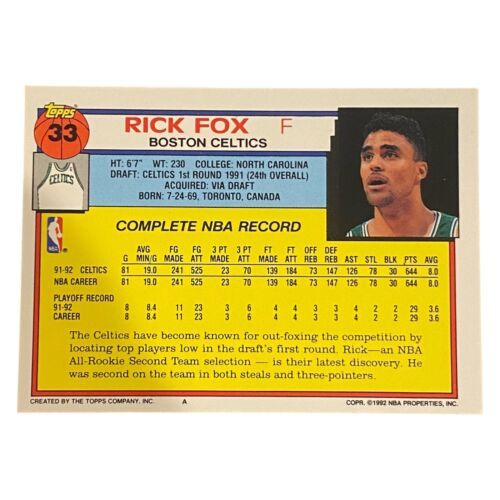 Topps
33
RICK FOX F
BOSTON CELTICS
CELTICS
HT: 6'7" WT: 230 COLLEGE: NORTH CAROLINA
DRAFT: CELTICS 1st ROUND 1991 (24th OVERALL)
ACQUIRED: VIA DRAFT
BORN: 7-24-69, TORONTO, CANADA
NBA
COMPLETE NBA RECORD
G AVG MIN/G FG MADE FG ATT 3 PT MADE 3 PT ATT FT MADE FT ATT OFF REB DEF REB AST STL BLK PTS AVG
91-92 CELTICS 81 19.0 241 525 23 70 139 184 73 147 126 78 30 644 8.0
NBA CAREER 81 19.0 241 525 23 70 139 184 73 147 126 78 30 644 8.0
PLAYOFF RECORD
91-92 8 8.4 11 23 3 6 4 4 3 3 4 2 2 29 3.6
CAREER 8 8.4 11 23 3 6 4 4 3 3 4 2 2 29 3.6
The Celtics have become known for out-foxing the competition by
locating top players low in the draft's first round. Rick—an NBA
All-Rookie Second Team selection — is their latest discovery. He
was second on the team in both steals and three-pointers.
CREATED BY THE TOPPS COMPANY, INC. A COPR. ©1992 NBA PROPERTIES, INC.